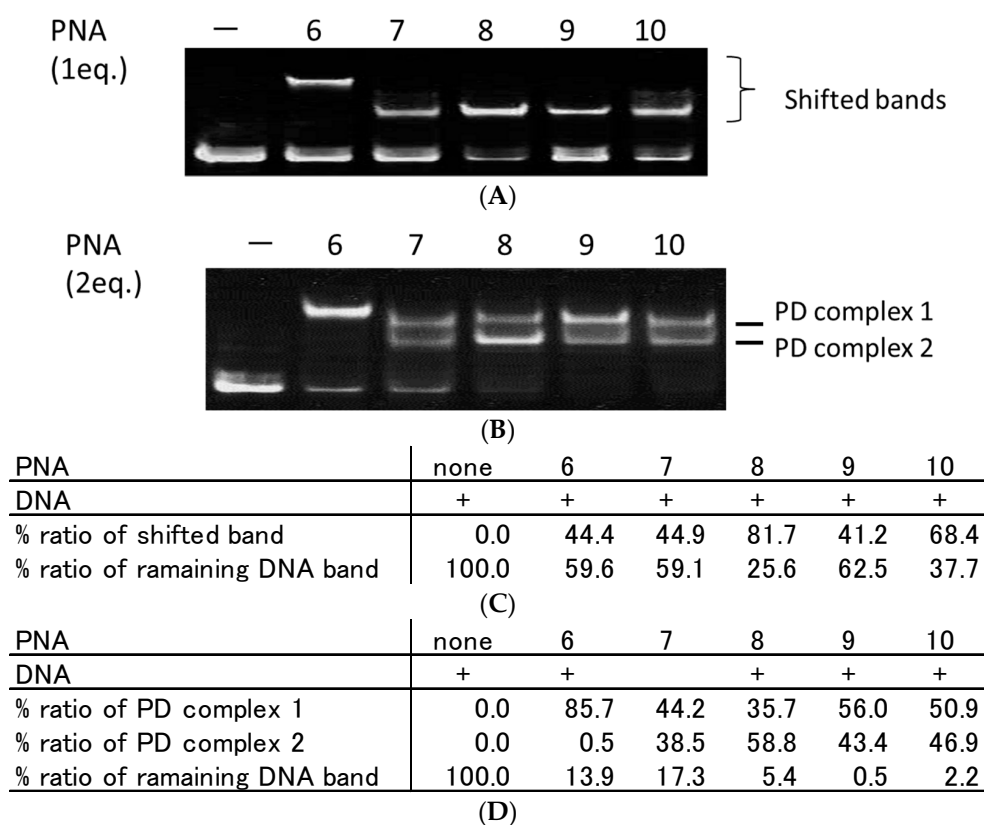 PNA (1eq.) — 6 7 8 9 10
Shifted bands
(A)
PNA (2eq.) — 6 7 8 9 10
PD complex 1
PD complex 2
(B)
PNA none 6 7 8 9 10
DNA + + + + + +
% ratio of shifted band 0.0 44.4 44.9 81.7 41.2 68.4
% ratio of ramaining DNA band 100.0 59.6 59.1 25.6 62.5 37.7
(C)
PNA none 6 7 8 9 10
DNA + + + + +
% ratio of PD complex 1 0.0 85.7 44.2 35.7 56.0 50.9
% ratio of PD complex 2 0.0 0.5 38.5 58.8 43.4 46.9
% ratio of ramaining DNA band 100.0 13.9 17.3 5.4 0.5 2.2
(D)